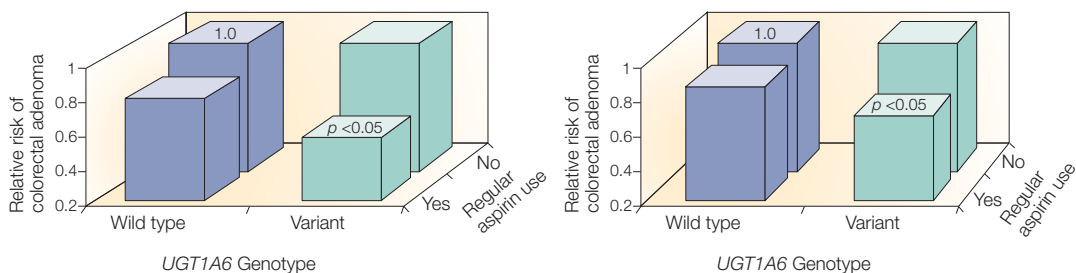 Relative risk of
colorectal adenoma
1
0.8
0.6
0.4
0.2
1.0
p <0.05
No
Yes
Regular
aspirin use
Wild type
Variant
UGT1A6 Genotype
Relative risk of
colorectal adenoma
1
0.8
0.6
0.4
0.2
1.0
p <0.05
No
Yes
Regular
aspirin use
Wild type
Variant
UGT1A6 Genotype